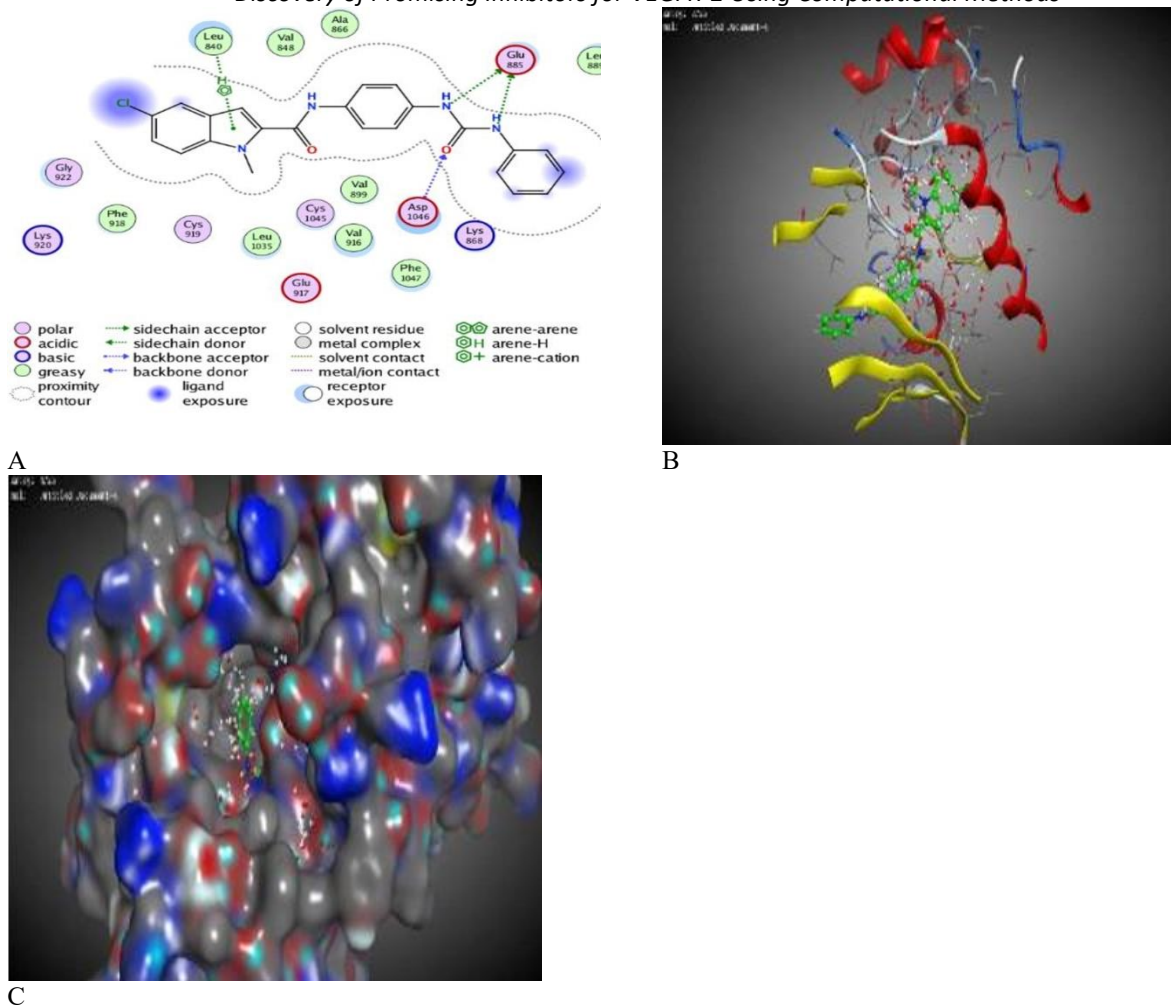 Discovery of Promising Inhibitors for VEGFR-2 Using Computational Methods
Ala
866
Leu
840
Val
848
Glu
885
H
H
N
H
N
Cl
N
O
O
N
H
Gly
922
Val
899
Phe
918
Cys
919
Cys
1045
Asp
1046
Lys
920
Leu
1035
Val
916
Lys
868
Phe
1047
Glu
917
polar
acidic
basic
greasy
proximity
contour
sidechain acceptor
sidechain donor
backbone acceptor
backbone donor
ligand
exposure
solvent residue
metal complex
solvent contact
metal/ion contact
receptor
exposure
arene-arene
H arene-H
+ arene-cation
A
B
C